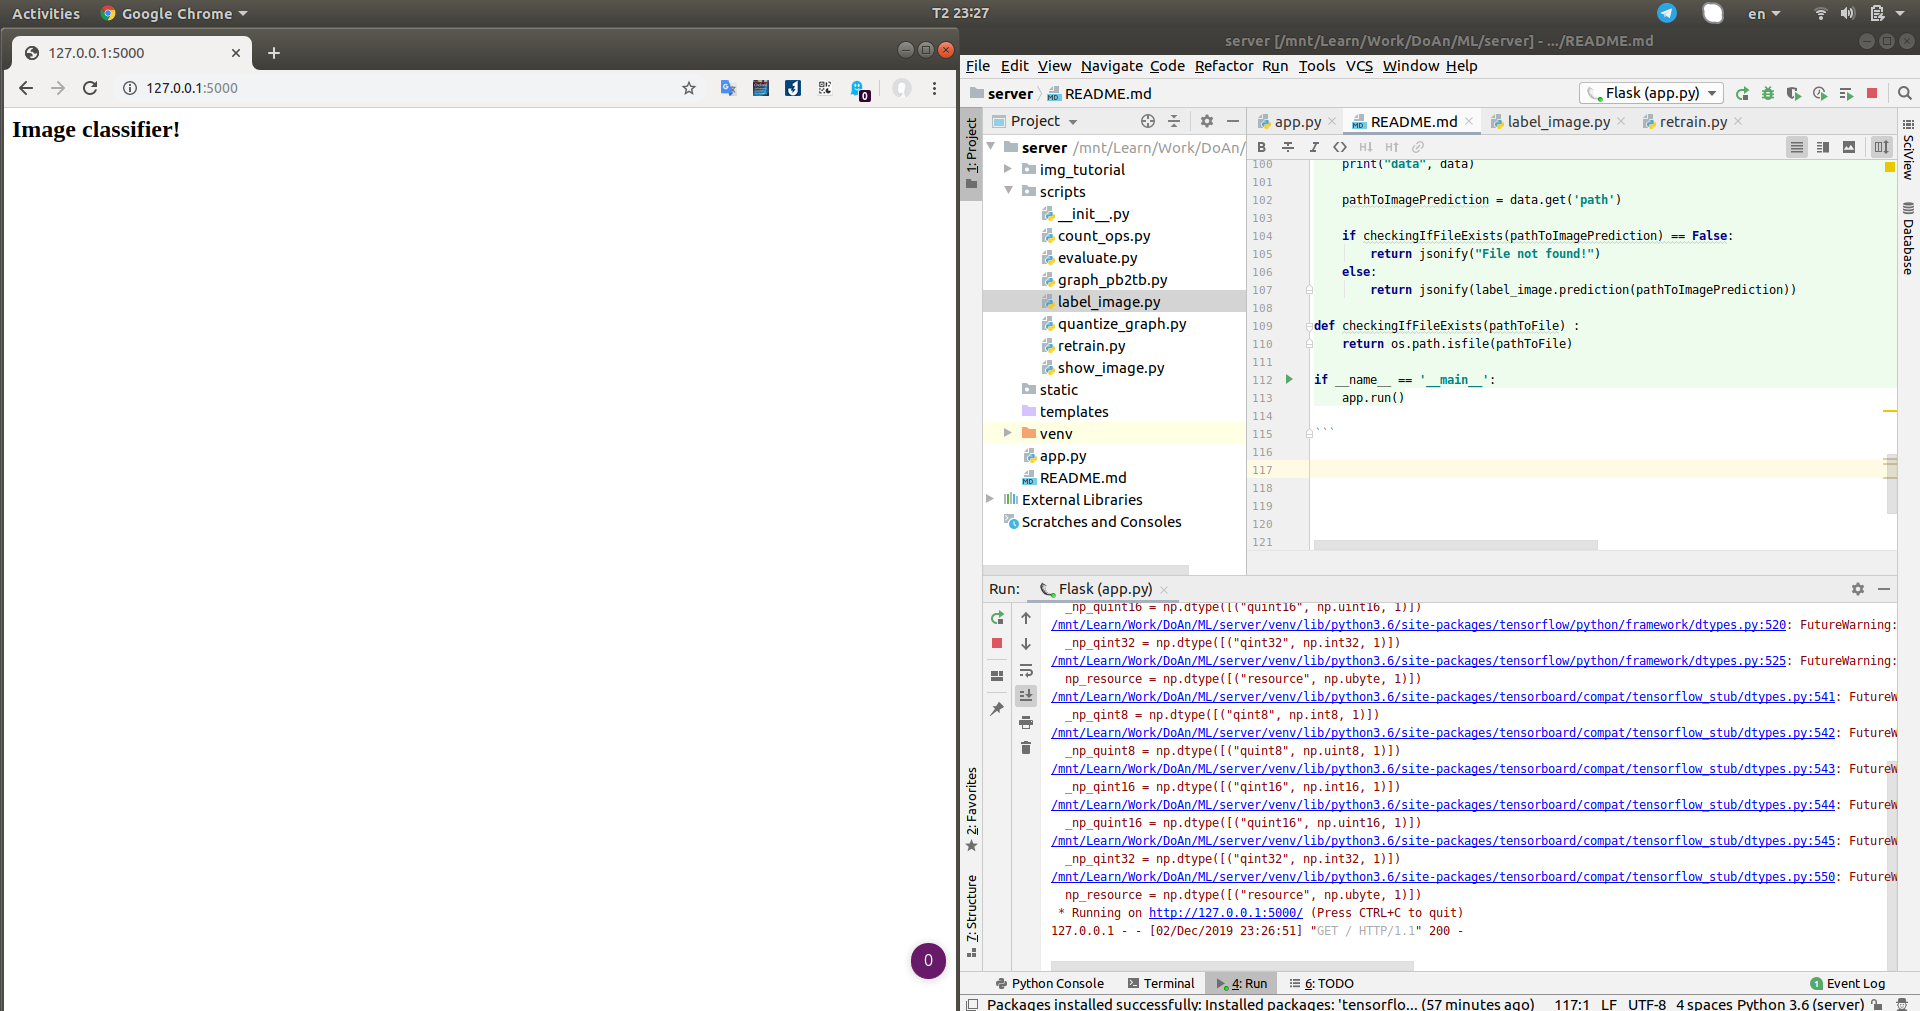 Activities Google Chrome T2 23:27 en
127.0.0.1:5000
127.0.0.1:5000
0
Image classifier!
0
server [/mnt/Learn/Work/DoAn/ML/server] - .../README.md
File Edit View Navigate Code Refactor Run Tools VCS Window Help
server README.md Flask (app.py)
1: Project
Project
server /mnt/Learn/Work/DoAn/
img_tutorial
scripts
__init__.py
count_ops.py
evaluate.py
graph_pb2tb.py
label_image.py
quantize_graph.py
retrain.py
show_image.py
static
templates
venv
app.py
README.md
External Libraries
Scratches and Consoles
app.py README.md label_image.py retrain.py
B I H↓ H↑
100 print("data", data)
101
102 pathToImagePrediction = data.get('path')
103
104 if checkingIfFileExists(pathToImagePrediction) == False:
105 return jsonify("File not found!")
106 else:
107 return jsonify(label_image.prediction(pathToImagePrediction))
108
109 def checkingIfFileExists(pathToFile) :
110 return os.path.isfile(pathToFile)
111
112 if __name__ == '__main__':
113 app.run()
114
115 ```
116
117
118
119
120
121
SciView
Database
Run: Flask (app.py)
_np_quint16 = np.dtype([("quint16", np.uint16, 1)])
/mnt/Learn/Work/DoAn/ML/server/venv/lib/python3.6/site-packages/tensorflow/python/framework/dtypes.py:520: FutureWarning:
_np_qint32 = np.dtype([("qint32", np.int32, 1)])
/mnt/Learn/Work/DoAn/ML/server/venv/lib/python3.6/site-packages/tensorflow/python/framework/dtypes.py:525: FutureWarning:
np_resource = np.dtype([("resource", np.ubyte, 1)])
/mnt/Learn/Work/DoAn/ML/server/venv/lib/python3.6/site-packages/tensorboard/compat/tensorflow_stub/dtypes.py:541: FutureW
_np_qint8 = np.dtype([("qint8", np.int8, 1)])
/mnt/Learn/Work/DoAn/ML/server/venv/lib/python3.6/site-packages/tensorboard/compat/tensorflow_stub/dtypes.py:542: FutureW
_np_quint8 = np.dtype([("quint8", np.uint8, 1)])
/mnt/Learn/Work/DoAn/ML/server/venv/lib/python3.6/site-packages/tensorboard/compat/tensorflow_stub/dtypes.py:543: FutureW
_np_qint16 = np.dtype([("qint16", np.int16, 1)])
/mnt/Learn/Work/DoAn/ML/server/venv/lib/python3.6/site-packages/tensorboard/compat/tensorflow_stub/dtypes.py:544: FutureW
_np_quint16 = np.dtype([("quint16", np.uint16, 1)])
/mnt/Learn/Work/DoAn/ML/server/venv/lib/python3.6/site-packages/tensorboard/compat/tensorflow_stub/dtypes.py:545: FutureW
_np_qint32 = np.dtype([("qint32", np.int32, 1)])
/mnt/Learn/Work/DoAn/ML/server/venv/lib/python3.6/site-packages/tensorboard/compat/tensorflow_stub/dtypes.py:550: FutureW
np_resource = np.dtype([("resource", np.ubyte, 1)])
* Running on http://127.0.0.1:5000/ (Press CTRL+C to quit)
127.0.0.1 - - [02/Dec/2019 23:26:51] "GET / HTTP/1.1" 200 -
2: Favorites
7: Structure
Python Console Terminal 4: Run 6: TODO 1 Event Log
Packages installed successfully: Installed packages: 'tensorflo... (57 minutes ago) 117:1 LF UTF-8 4 spaces Python 3.6 (server)